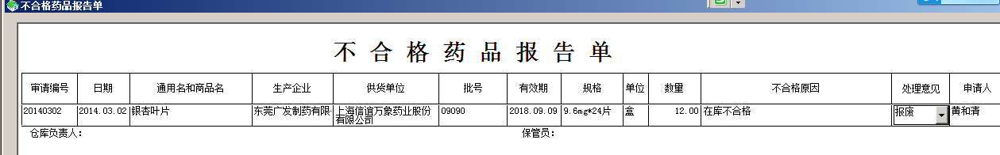 不合格药品报告单
不合格药品报告单
审请编号 日期 通用名和商品名 生产企业 供货单位 批号 有效期 规格 单位 数量 不合格原因 处理意见 申请人
20140302 2014.03.02 银杏叶片 东莞广发制药有限 上海信谊万象药业股份 09090 2018.09.09 9.6mg*24片 盒 12.00 在库不合格 报废 黄和清
有限公司
仓库负责人: 保管员: